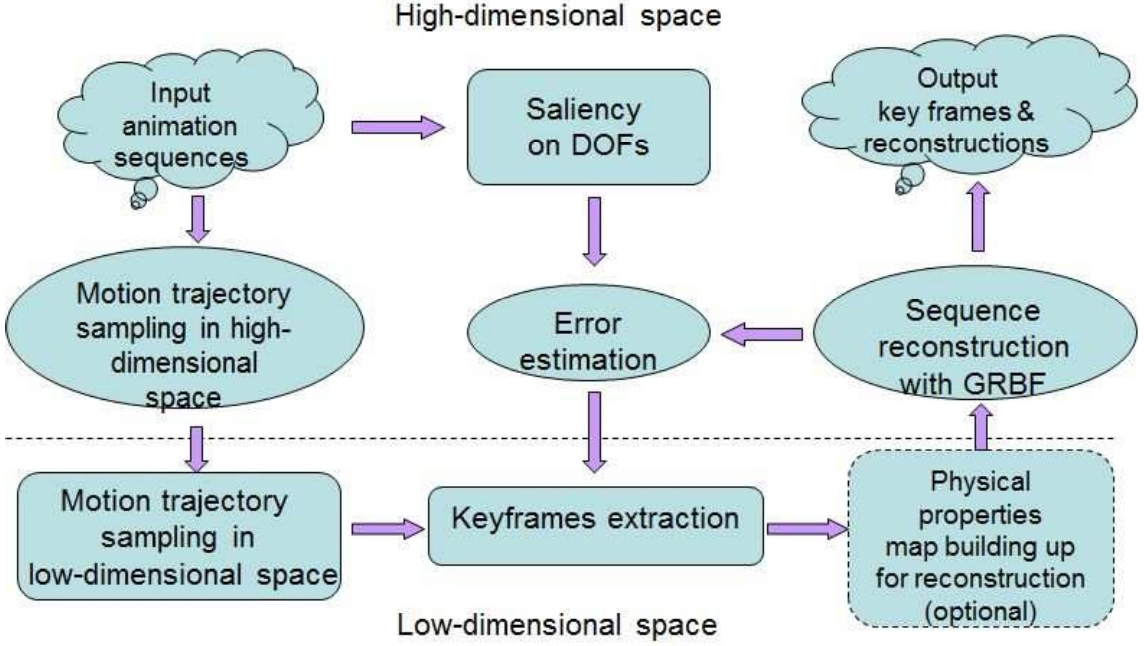 High-dimensional space
Input
animation
sequences
Saliency
on DOFs
Output
key frames &
reconstructions
Motion trajectory
sampling in high-
dimensional
space
Error
estimation
Sequence
reconstruction
with GRBF
Motion trajectory
sampling in
low-dimensional space
Keyframes extraction
Physical
properties
map building up
for reconstruction
(optional)
Low-dimensional space